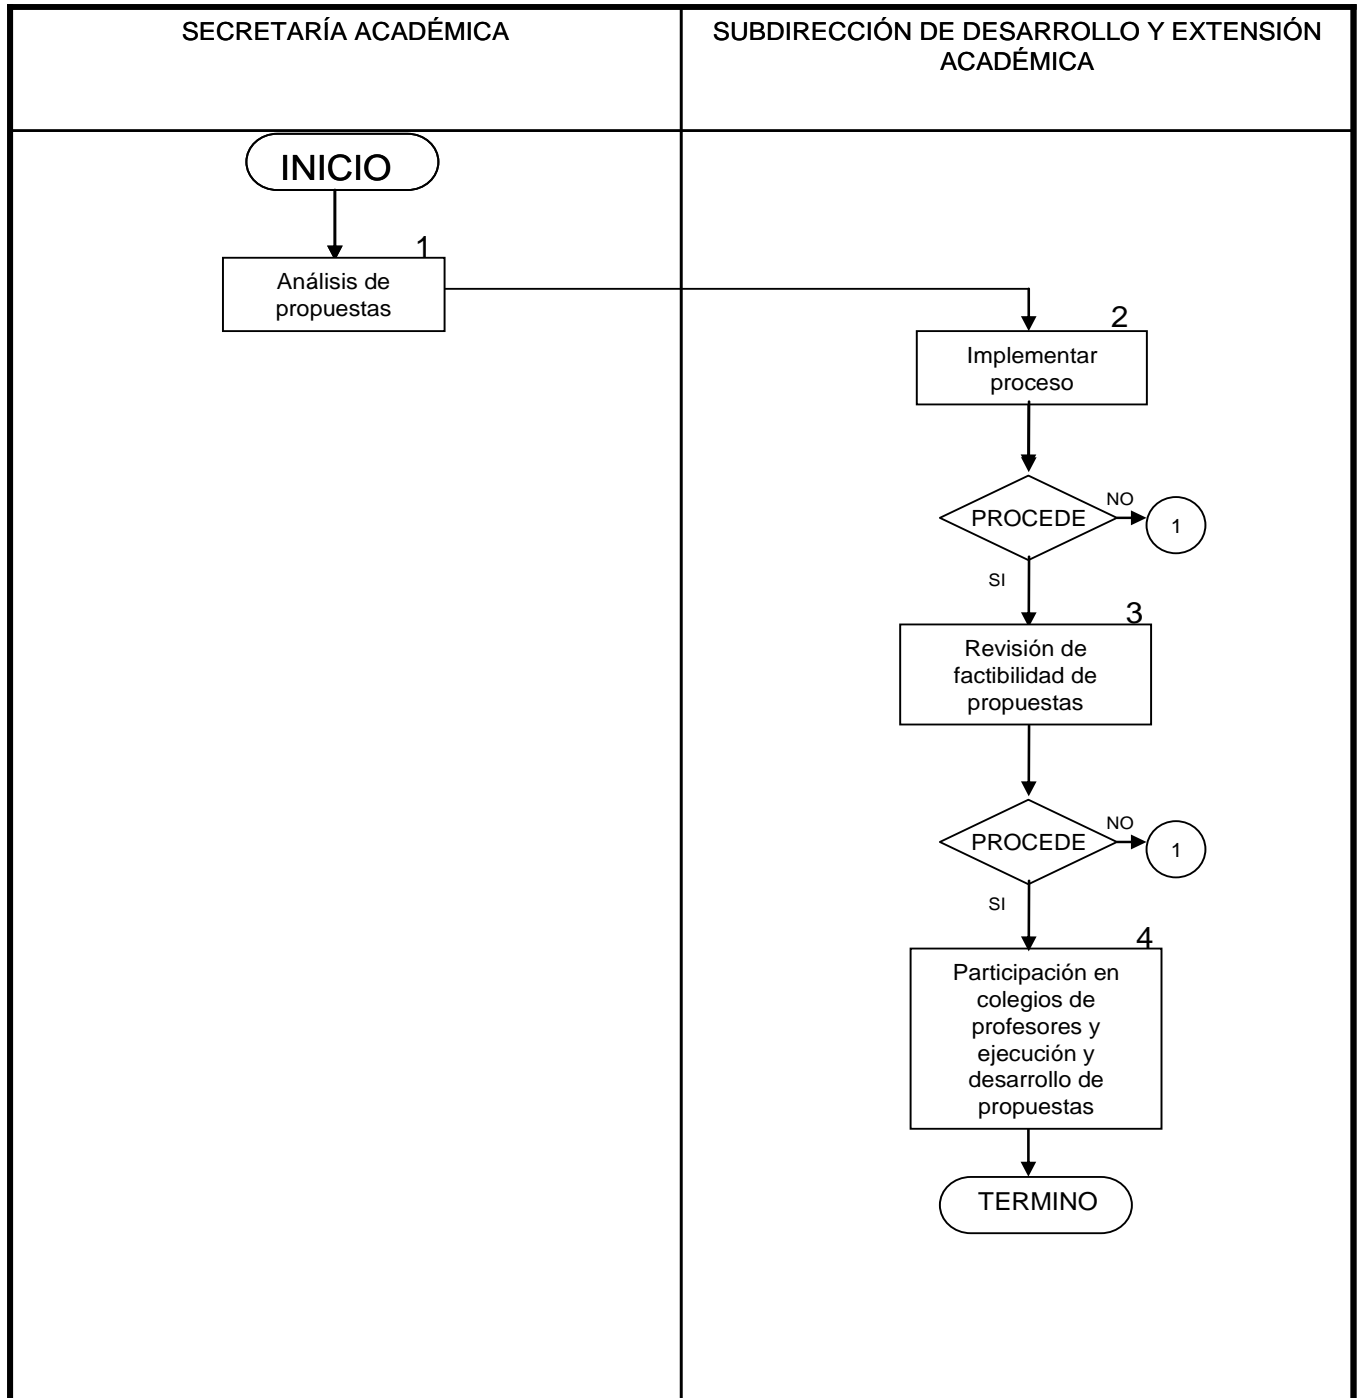 SECRETARÍA ACADÉMICA
SUBDIRECCIÓN DE DESARROLLO Y EXTENSIÓN
ACADÉMICA
INICIO
1
Análisis de
propuestas
2
Implementar
proceso
PROCEDE
NO
1
SI
3
Revisión de
factibilidad de
propuestas
PROCEDE
NO
1
SI
4
Participación en
colegios de
profesores y
ejecución y
desarrollo de
propuestas
TERMINO